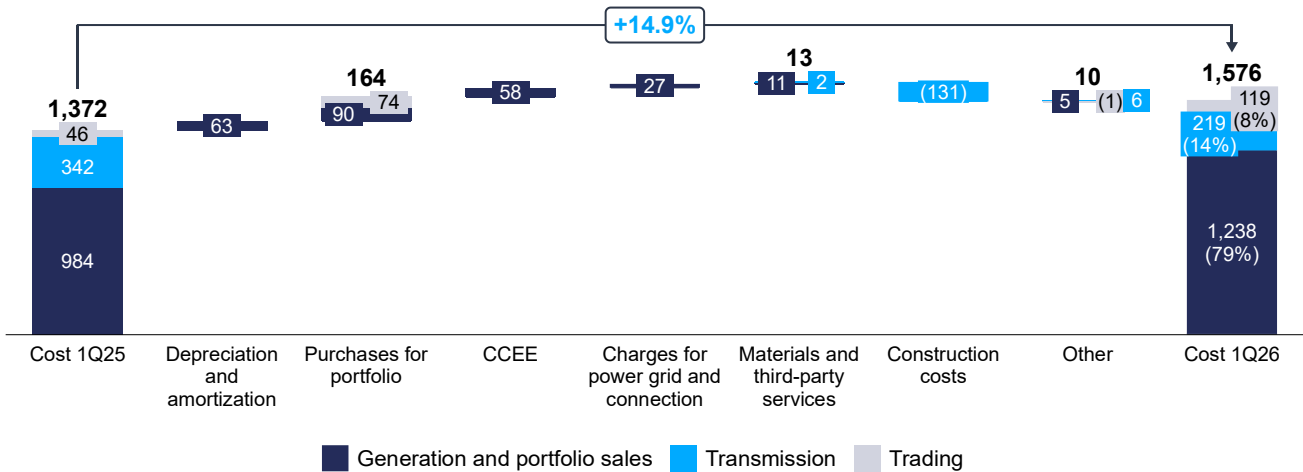 +14.9%
1,372
46
342
984
63
164
74
90
58
27
13
11 2
(131)
10
5 (1) 6
1,576
119
(8%)
219
(14%)
1,238
(79%)
Cost 1Q25
Depreciation
and
amortization
Purchases for
portfolio
CCEE
Charges for
power grid and
connection
Materials and
third-party
services
Construction
costs
Other
Cost 1Q26
Generation and portfolio sales Transmission Trading